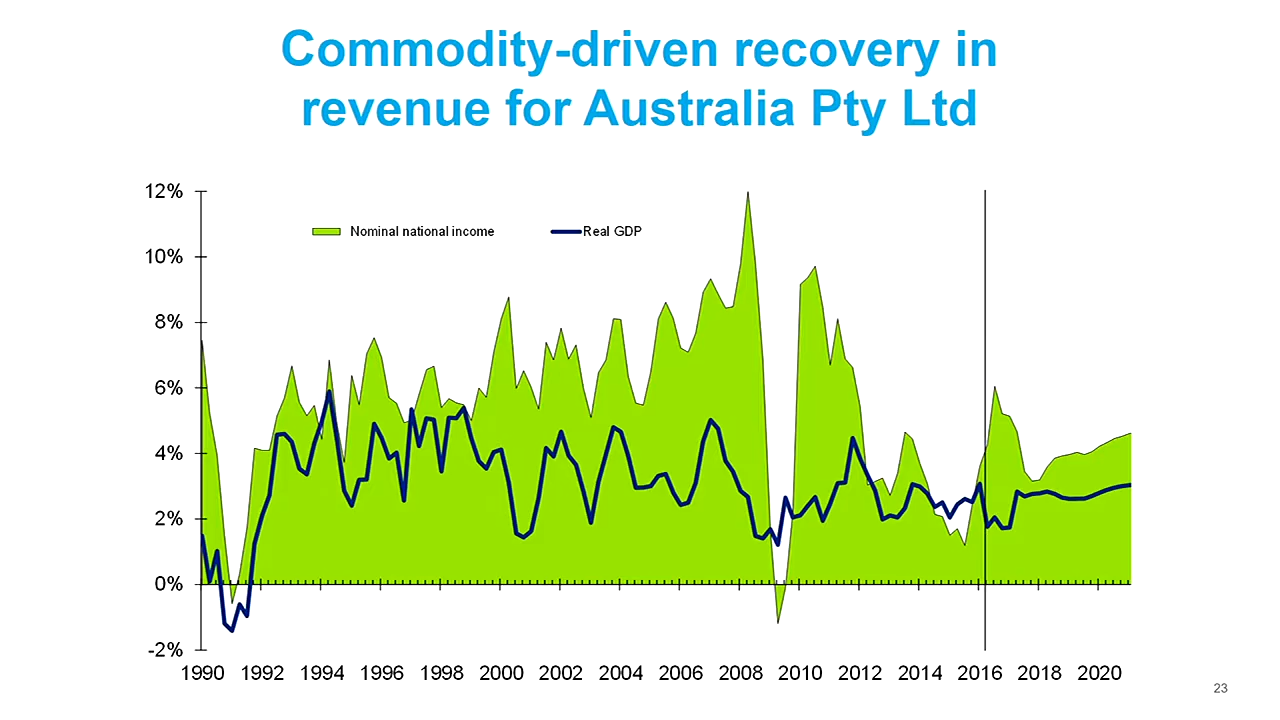 Commodity-driven recovery in
revenue for Australia Pty Ltd
12%
Nominal national income
Real GDP
10%
8%
6%
4%
2%
0%
-2%
1990 1992 1994 1996 1998 2000 2002 2004 2006 2008 2010 2012 2014 2016 2018 2020
23